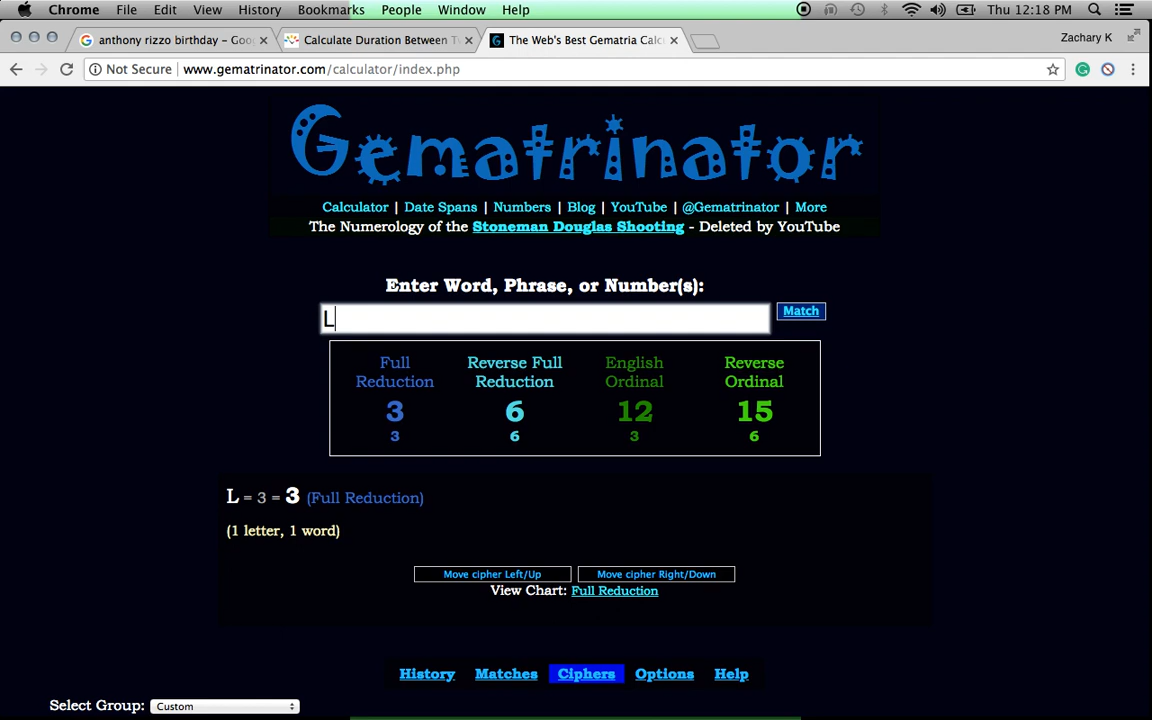 Chrome File Edit View History Bookmarks People Window Help Thu 12:18 PM
anthony rizzo birthday – Goo Calculate Duration Between Tw The Web's Best Gematria Calc Zachary K
Not Secure www.gematrinator.com/calculator/index.php
Gematrinator
Calculator | Date Spans | Numbers | Blog | YouTube | @Gematrinator | More
The Numerology of the Stoneman Douglas Shooting - Deleted by YouTube
Enter Word, Phrase, or Number(s):
L Match
Full Reduction Reverse Full Reduction English Ordinal Reverse Ordinal
3 6 12 15
3 6 3 6
L = 3 = 3 (Full Reduction)
(1 letter, 1 word)
Move cipher Left/Up Move cipher Right/Down
View Chart: Full Reduction
History Matches Ciphers Options Help
Select Group: Custom